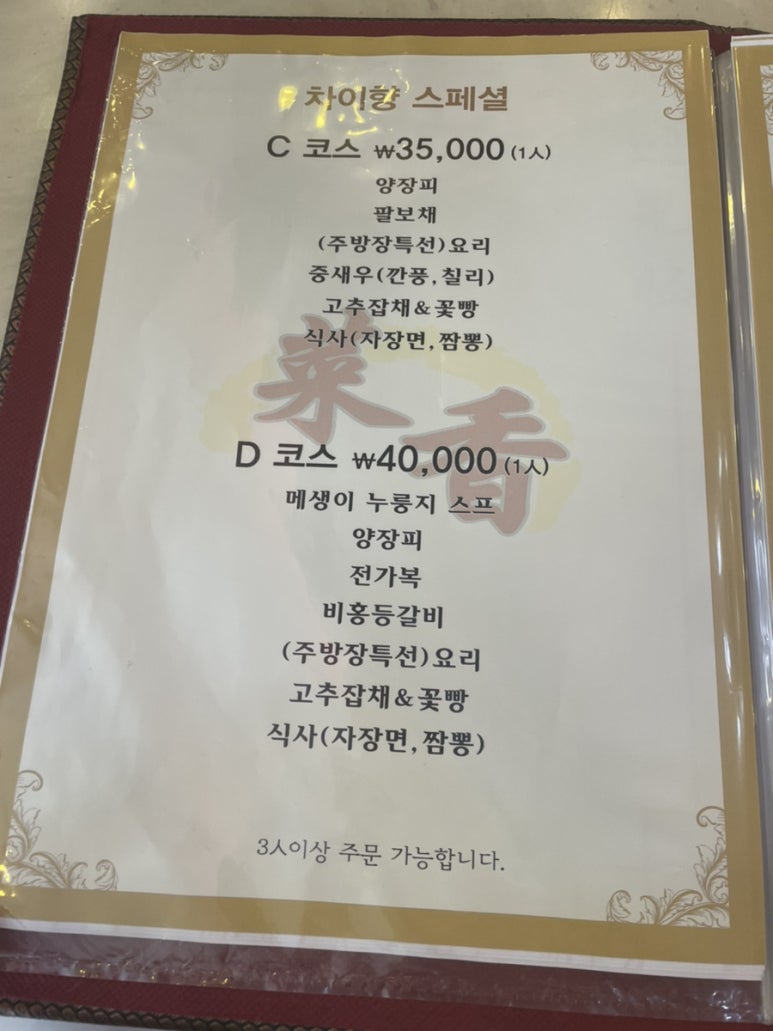 차이향 스페셜
C 코스 ₩35,000 (1人)
양장피
팔보채
(주방장특선)요리
중새우(깐풍,칠리)
고추잡채&꽃빵
식사(자장면,짬뽕)
菜香
D 코스 ₩40,000 (1人)
메생이 누룽지 스프
양장피
전가복
비홍등갈비
(주방장특선)요리
고추잡채&꽃빵
식사(자장면,짬뽕)
3人이상 주문 가능합니다.